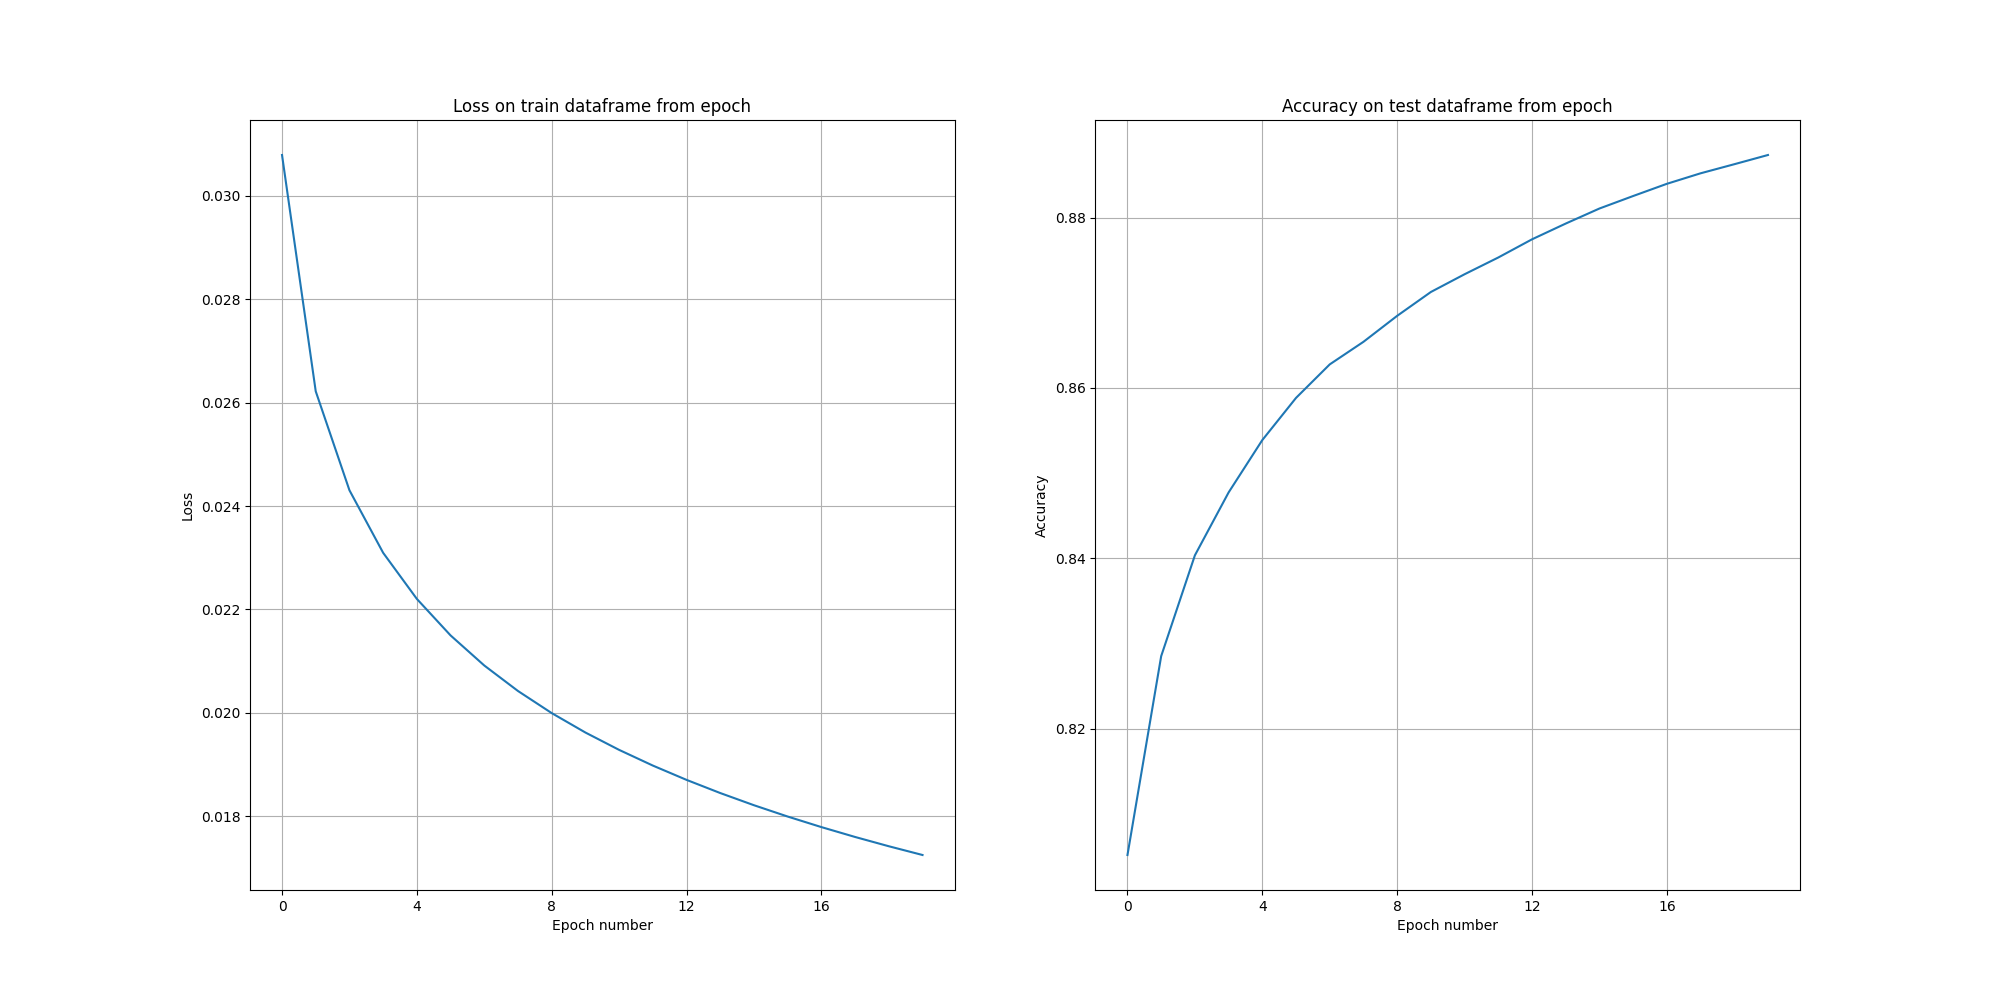 Loss on train dataframe from epoch
Loss
0.030
0.028
0.026
0.024
0.022
0.020
0.018
0 4 8 12 16
Epoch number
Accuracy on test dataframe from epoch
Accuracy
0.88
0.86
0.84
0.82
0 4 8 12 16
Epoch number